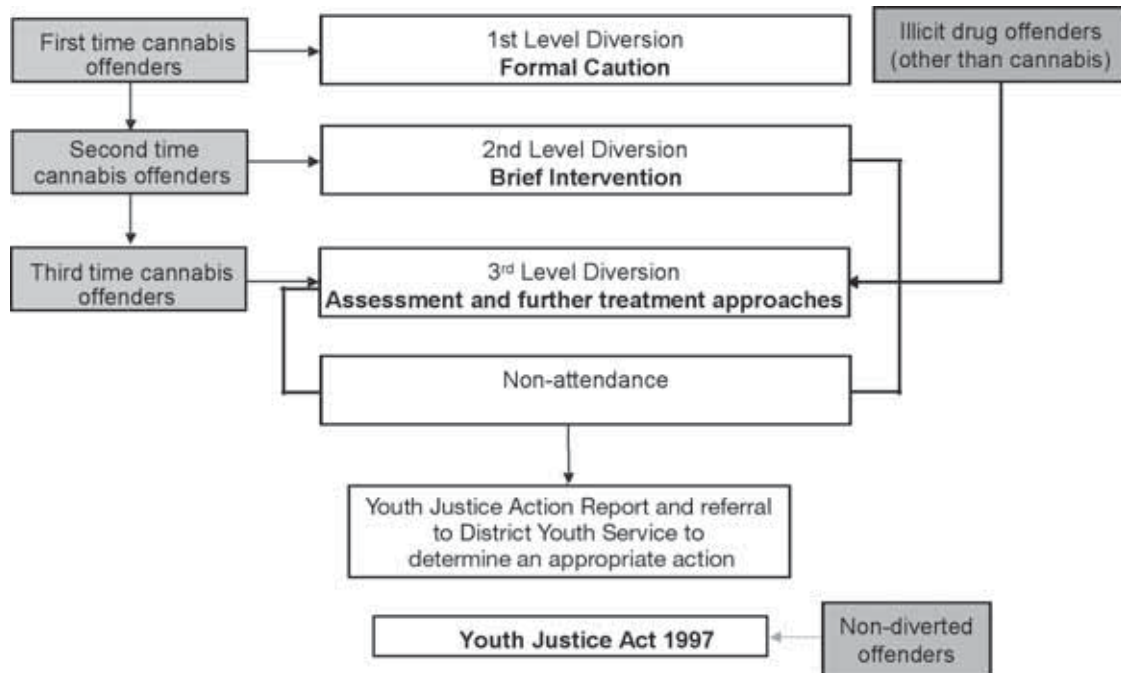 First time cannabis
offenders
1st Level Diversion
Formal Caution
Illicit drug offenders
(other than cannabis)
Second time
cannabis offenders
2nd Level Diversion
Brief Intervention
Third time cannabis
offenders
3rd Level Diversion
Assessment and further treatment approaches
Non-attendance
Youth Justice Action Report and referral
to District Youth Service to
determine an appropriate action
Youth Justice Act 1997
Non-diverted
offenders